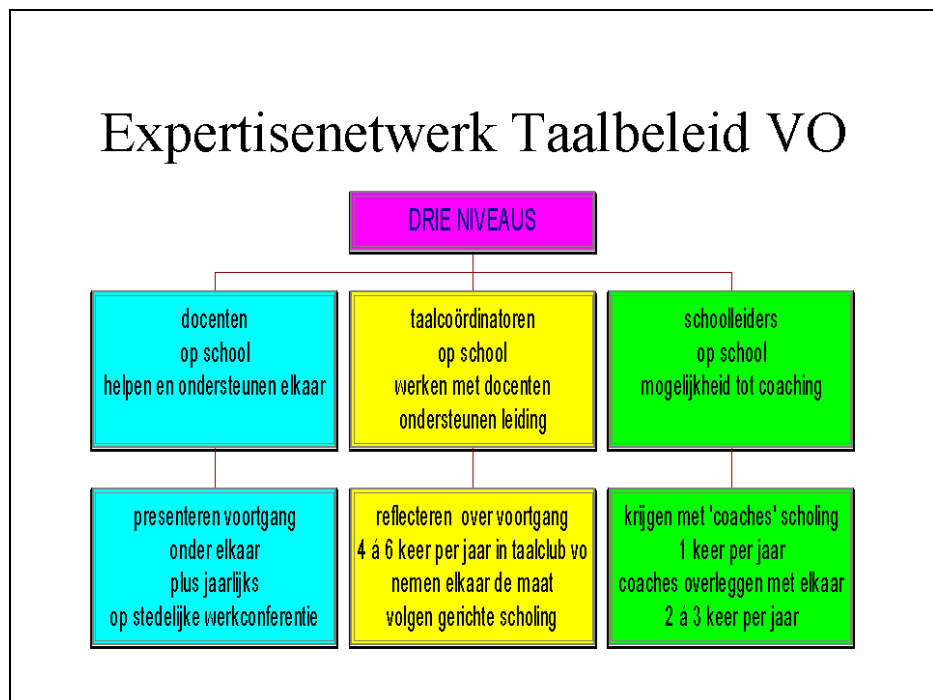 Expertisenetwerk Taalbeleid VO
DRIE NIVEAUS
docenten
op school
helpen en ondersteunen elkaar
taalcoördinatoren
op school
werken met docenten
ondersteunen leiding
schoolleiders
op school
mogelijkheid tot coaching
presenteren voortgang
onder elkaar
plus jaarlijks
op stedelijke werkconferentie
reflecteren over voortgang
4 á 6 keer per jaar in taalclub vo
nemen elkaar de maat
volgen gerichte scholing
krijgen met 'coaches' scholing
1 keer per jaar
coaches overleggen met elkaar
2 á 3 keer per jaar